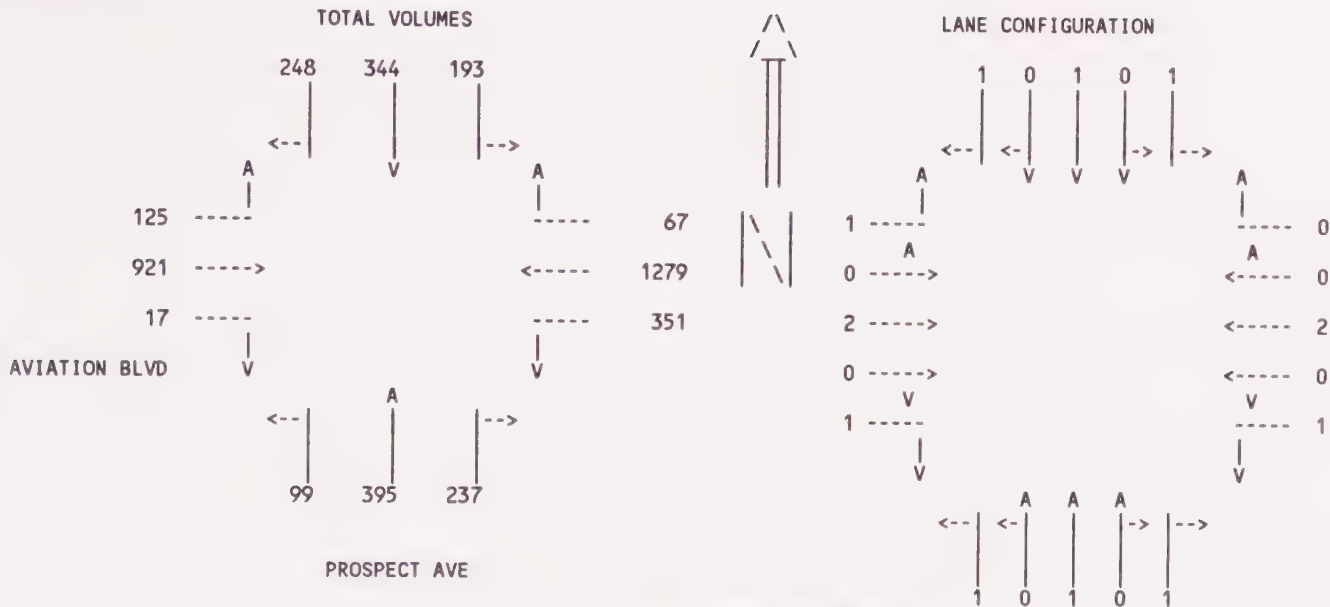 TOTAL VOLUMES
LANE CONFIGURATION
248 344 193
1 0 1 0 1
125
921
17
67
1279
351
N
1
0
2
0
1
0
0
2
0
1
AVIATION BLVD
99 395 237
PROSPECT AVE
1 0 1 0 1